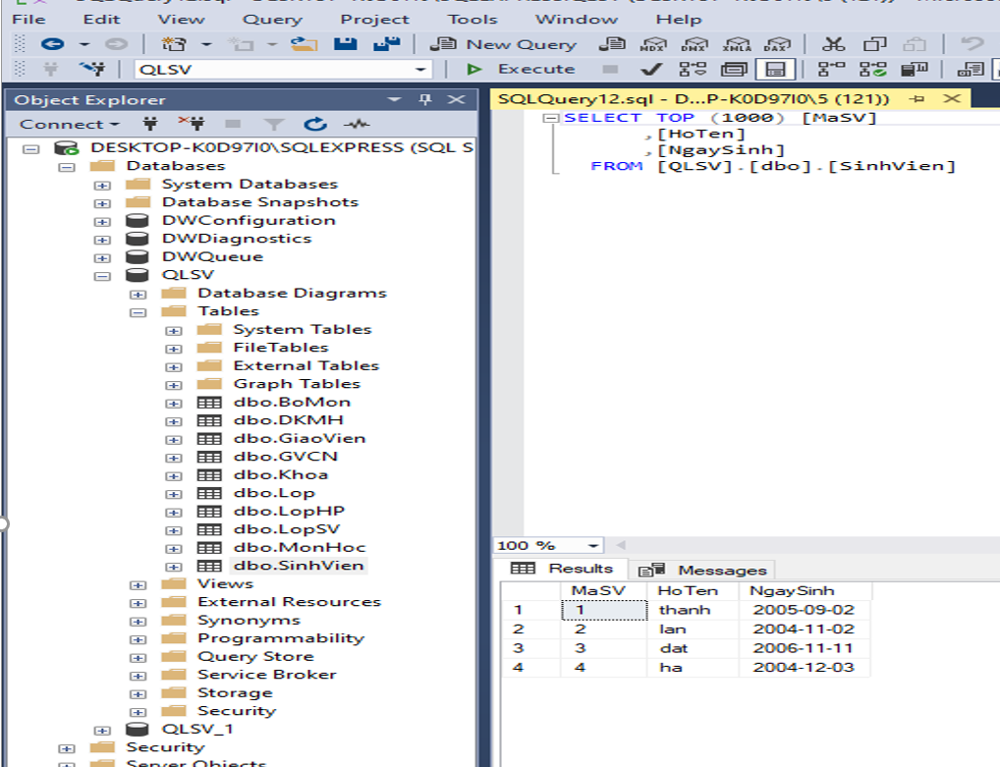 File Edit View Query Project Tools Window Help
New Query MDX DMX XMLA DAX
QLSV Execute
Object Explorer
Connect
DESKTOP-K0D97I0\SQLEXPRESS (SQL S
Databases
System Databases
Database Snapshots
DWConfiguration
DWDiagnostics
DWQueue
QLSV
Database Diagrams
Tables
System Tables
FileTables
External Tables
Graph Tables
dbo.BoMon
dbo.DKMH
dbo.GiaoVien
dbo.GVCN
dbo.Khoa
dbo.Lop
dbo.LopHP
dbo.LopSV
dbo.MonHoc
dbo.SinhVien
Views
External Resources
Synonyms
Programmability
Query Store
Service Broker
Storage
Security
QLSV_1
Security
Server Objects
SQLQuery12.sql - D...P-K0D97I0\5 (121))
SELECT TOP (1000) [MaSV]
,[HoTen]
,[NgaySinh]
FROM [QLSV].[dbo].[SinhVien]
100 %
Results Messages
MaSV HoTen NgaySinh
1 1 thanh 2005-09-02
2 2 lan 2004-11-02
3 3 dat 2006-11-11
4 4 ha 2004-12-03